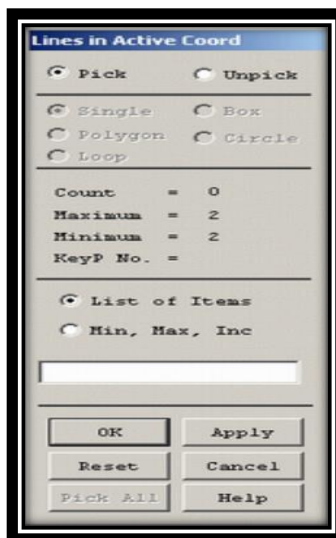 Lines in Active Coord
Pick Unpick
Single Box
Polygon Circle
Loop
Count = 0
Maximum = 2
Minimum = 2
KeyP No. =
List of Items
Min, Max, Inc
OK Apply
Reset Cancel
Pick All Help